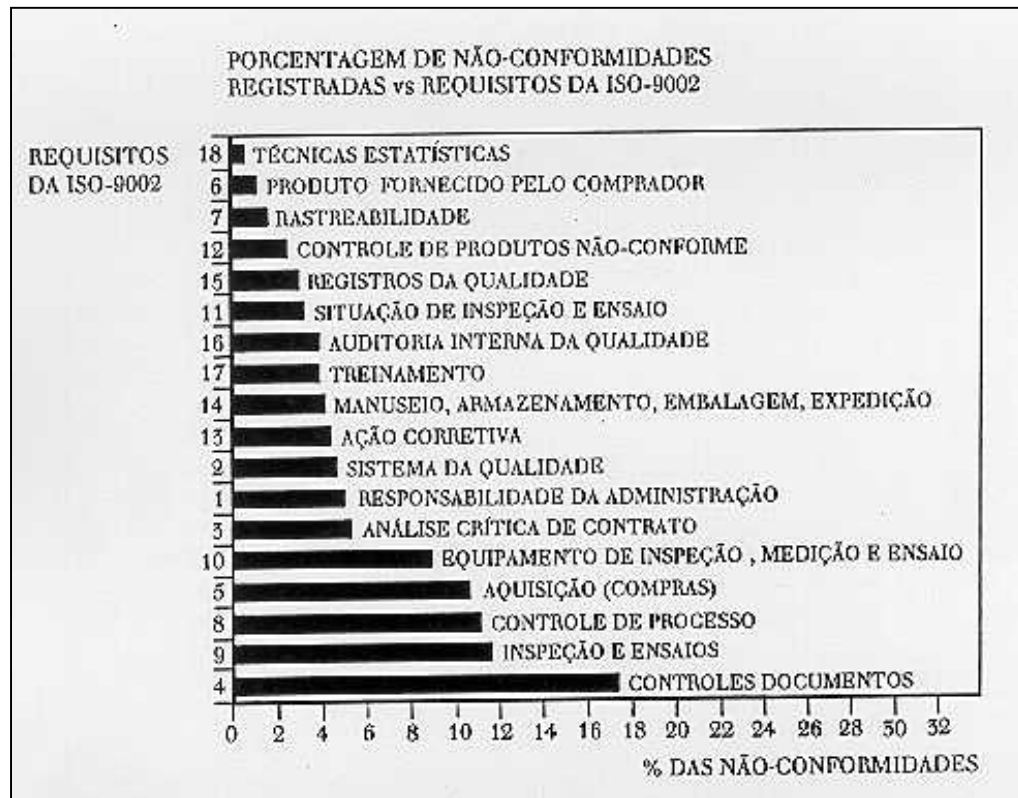 PORCENTAGEM DE NÃO-CONFORMIDADES
REGISTRADAS vs REQUISITOS DA ISO-9002
REQUISITOS
DA ISO-9002
18 TÉCNICAS ESTATÍSTICAS
6 PRODUTO FORNECIDO PELO COMPRADOR
7 RASTREABILIDADE
12 CONTROLE DE PRODUTOS NÃO-CONFORME
15 REGISTROS DA QUALIDADE
11 SITUAÇÃO DE INSPEÇÃO E ENSAIO
16 AUDITORIA INTERNA DA QUALIDADE
17 TREINAMENTO
14 MANUSEIO, ARMAZENAMENTO, EMBALAGEM, EXPEDIÇÃO
13 AÇÃO CORRETIVA
2 SISTEMA DA QUALIDADE
1 RESPONSABILIDADE DA ADMINISTRAÇÃO
3 ANÁLISE CRÍTICA DE CONTRATO
10 EQUIPAMENTO DE INSPEÇÃO , MEDIÇÃO E ENSAIO
5 AQUISIÇÃO (COMPRAS)
8 CONTROLE DE PROCESSO
9 INSPEÇÃO E ENSAIOS
4 CONTROLES DOCUMENTOS
0 2 4 6 8 10 12 14 16 18 20 22 24 26 28 30 32
% DAS NÃO-CONFORMIDADES